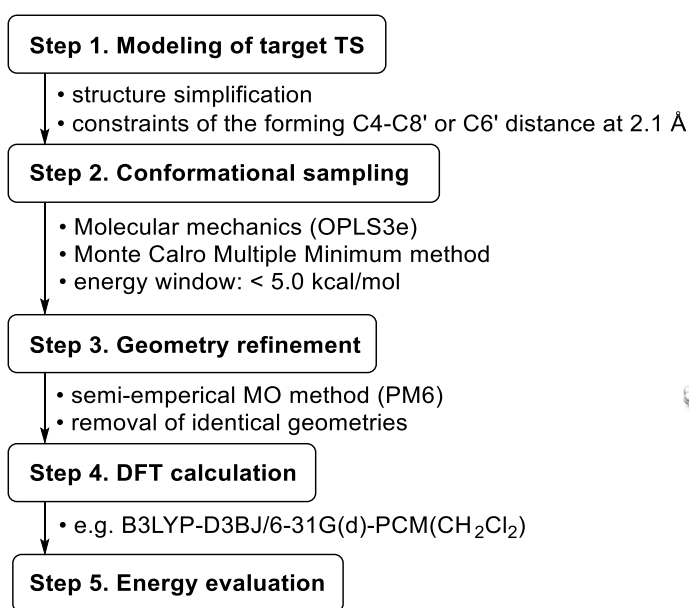 Step 1. Modeling of target TS
• structure simplification
• constraints of the forming C4-C8' or C6' distance at 2.1 Å
Step 2. Conformational sampling
• Molecular mechanics (OPLS3e)
• Monte Calro Multiple Minimum method
• energy window: < 5.0 kcal/mol
Step 3. Geometry refinement
• semi-emperical MO method (PM6)
• removal of identical geometries
Step 4. DFT calculation
• e.g. B3LYP-D3BJ/6-31G(d)-PCM(CH₂Cl₂)
Step 5. Energy evaluation